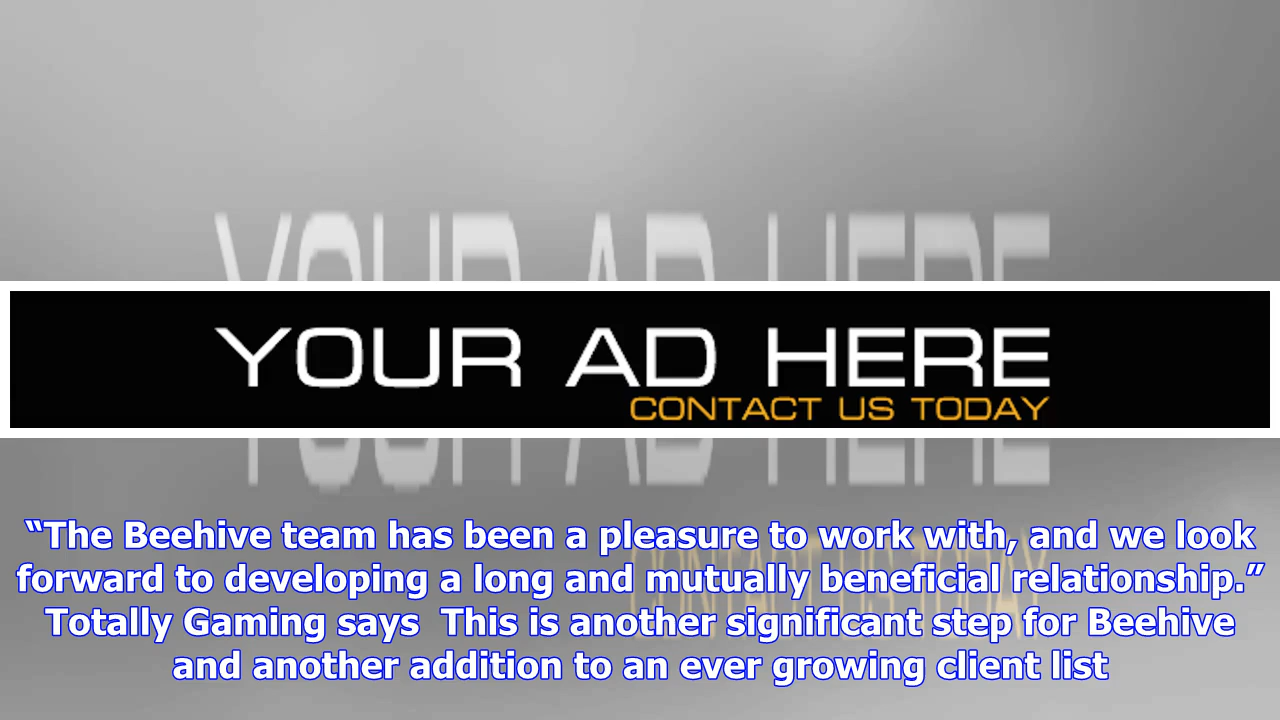 YOUR AD HERE
CONTACT US TODAY
“The Beehive team has been a pleasure to work with, and we look
forward to developing a long and mutually beneficial relationship.”
Totally Gaming says  This is another significant step for Beehive
and another addition to an ever growing client list